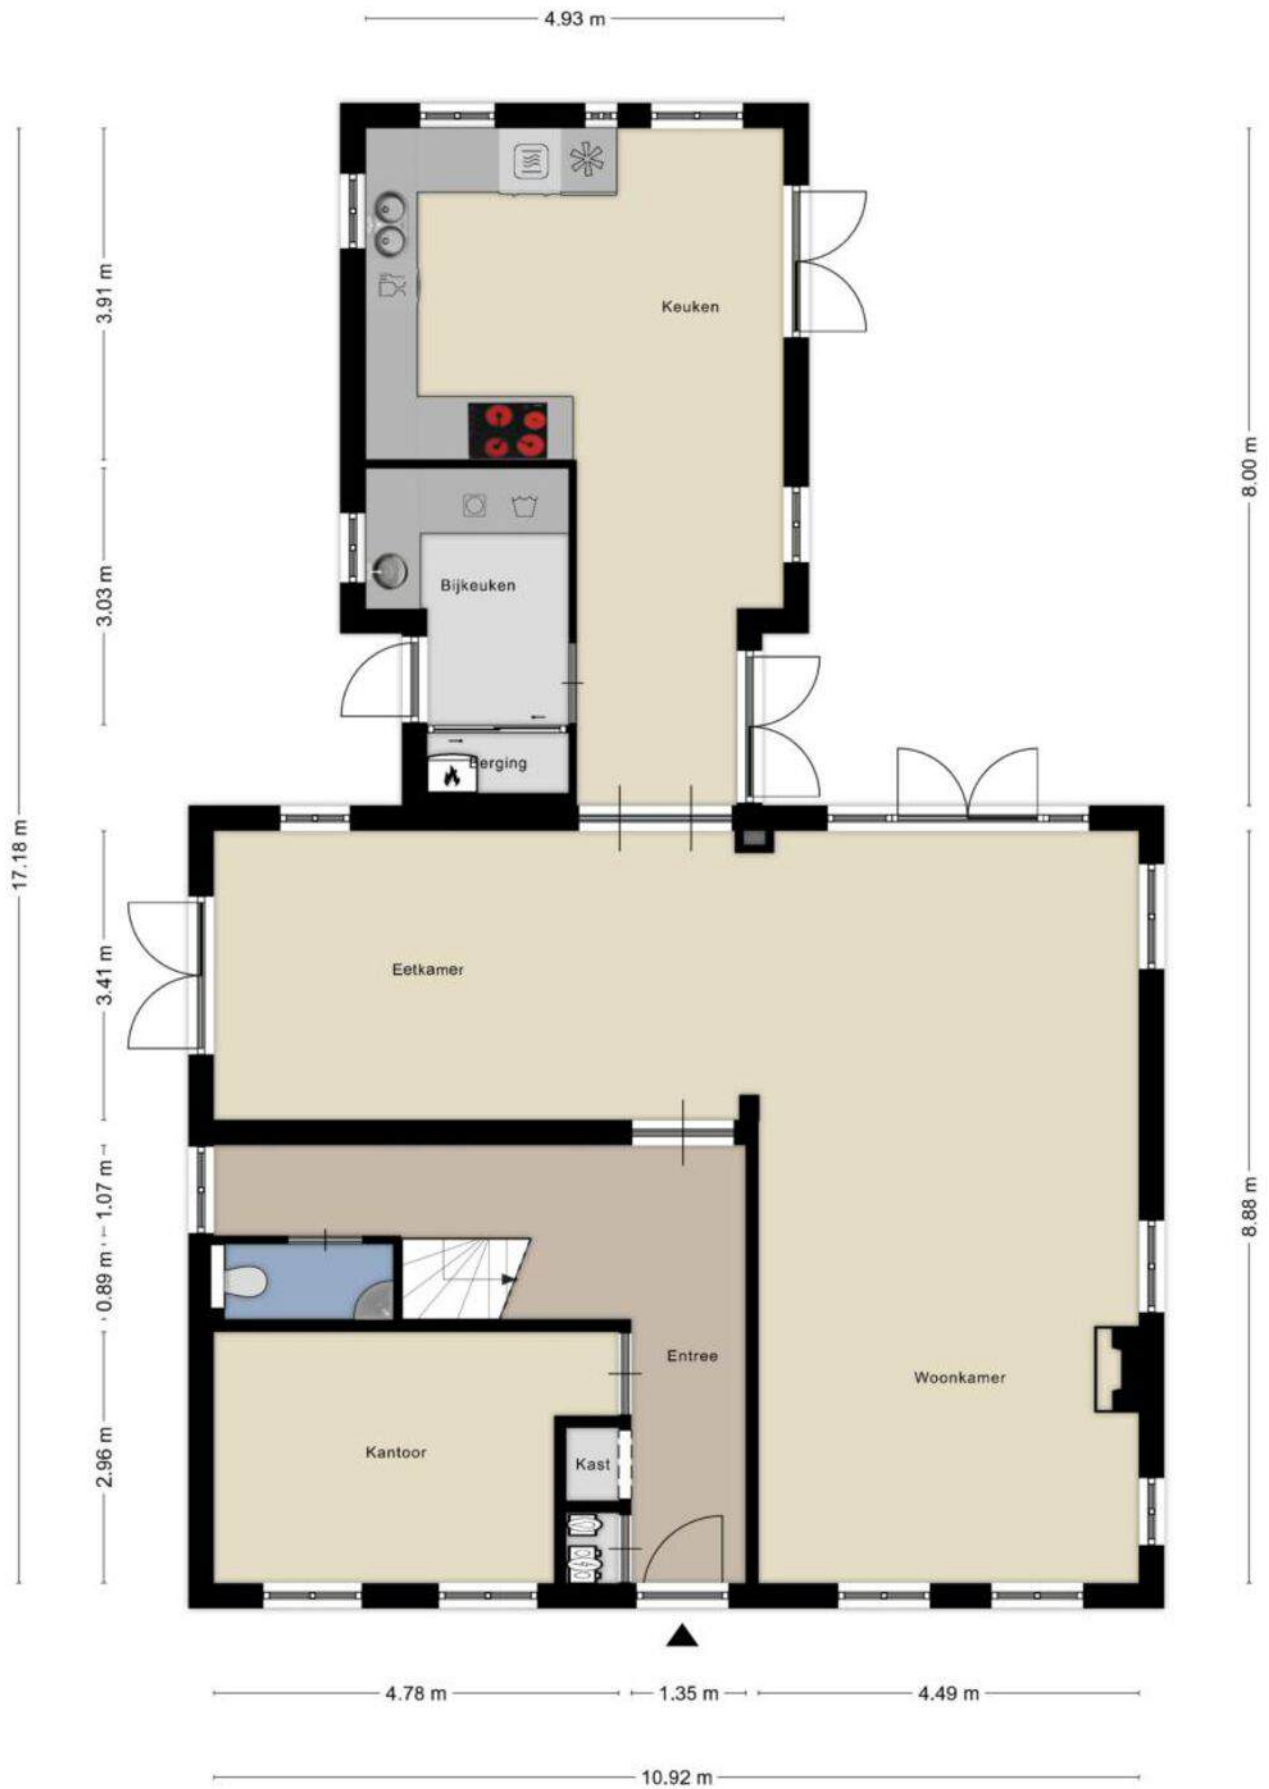 4.93 m
3.91 m
Keuken
8.00 m
3.03 m
Bijkeuken
Berging
17.18 m
3.41 m
Eetkamer
1.07 m
0.89 m
8.88 m
Entree
Woonkamer
2.96 m
Kantoor
Kast
4.78 m
1.35 m
4.49 m
10.92 m